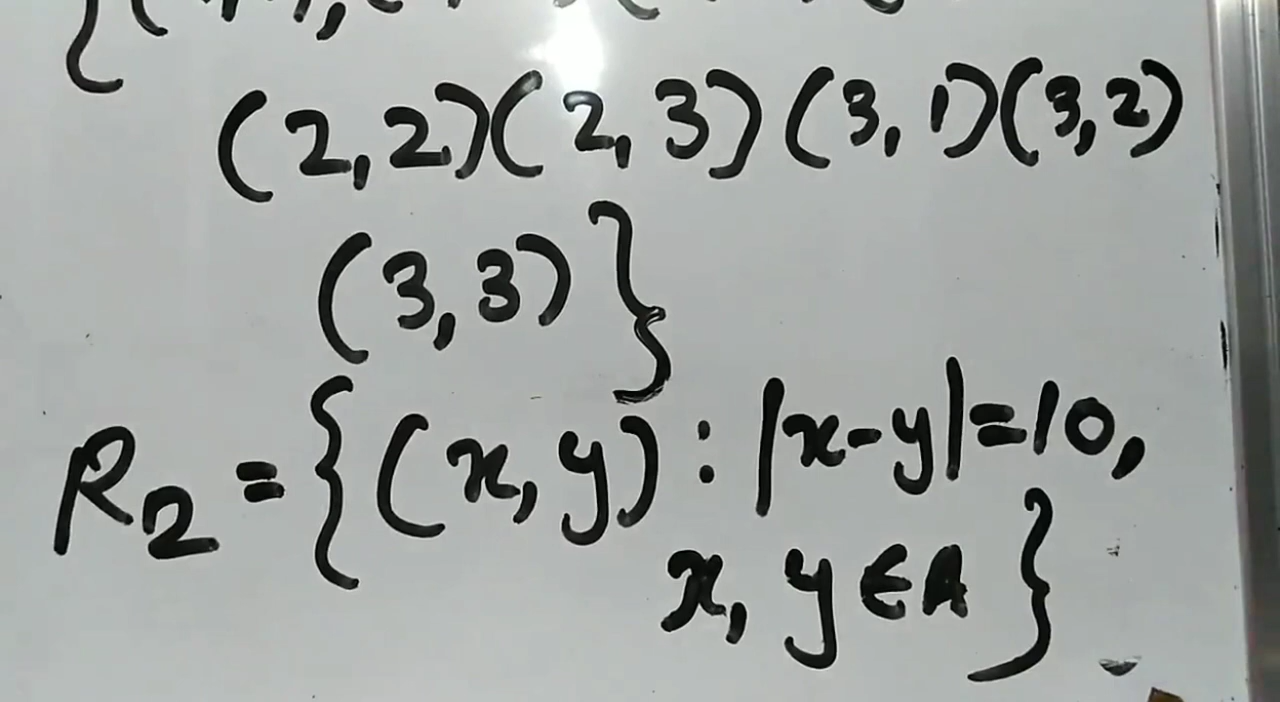 (2,2)(2,3)(3,1)(3,2)
(3,3)}
R₂={(x,y):|x-y|=10,
x,y∈A}